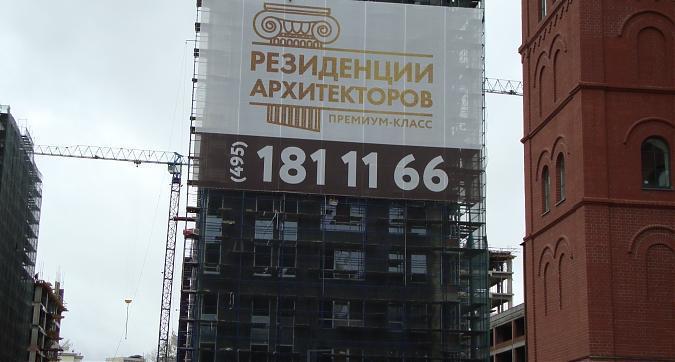 РЕЗИДЕНЦИИ
АРХИТЕКТОРОВ
ПРЕМИУМ-КЛАСС
(495) 181 11 66